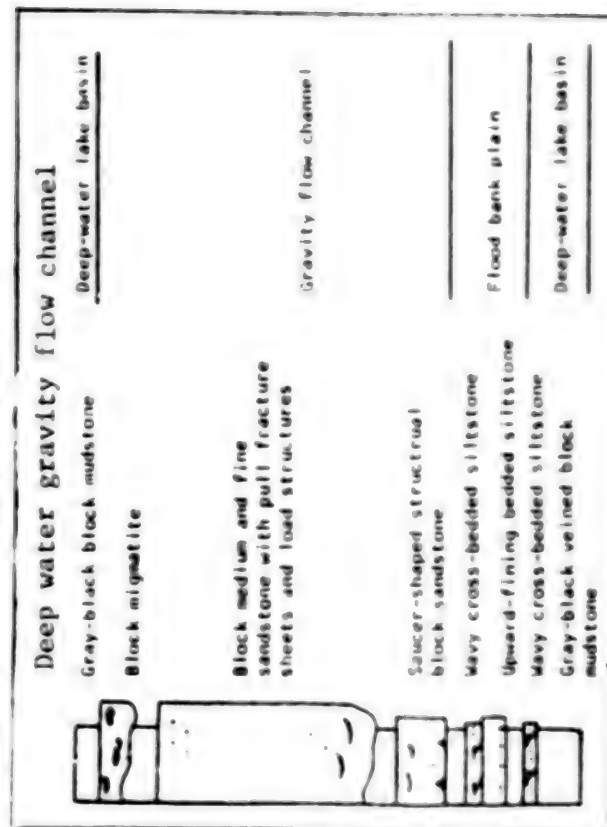 Deep water gravity flow channel
Gray-black block mudstone
Deep-water lake basin
Block migmatite
Block medium and fine
sandstone with pull fracture
sheets and load structures
Gravity flow channel
Saucer-shaped structrual
block sandstone
Wavy cross-bedded siltstone
Upward-fining bedded siltstone
Flood bank plain
Wavy cross-bedded siltstone
Gray-black veined block
mudstone
Deep-water lake basin